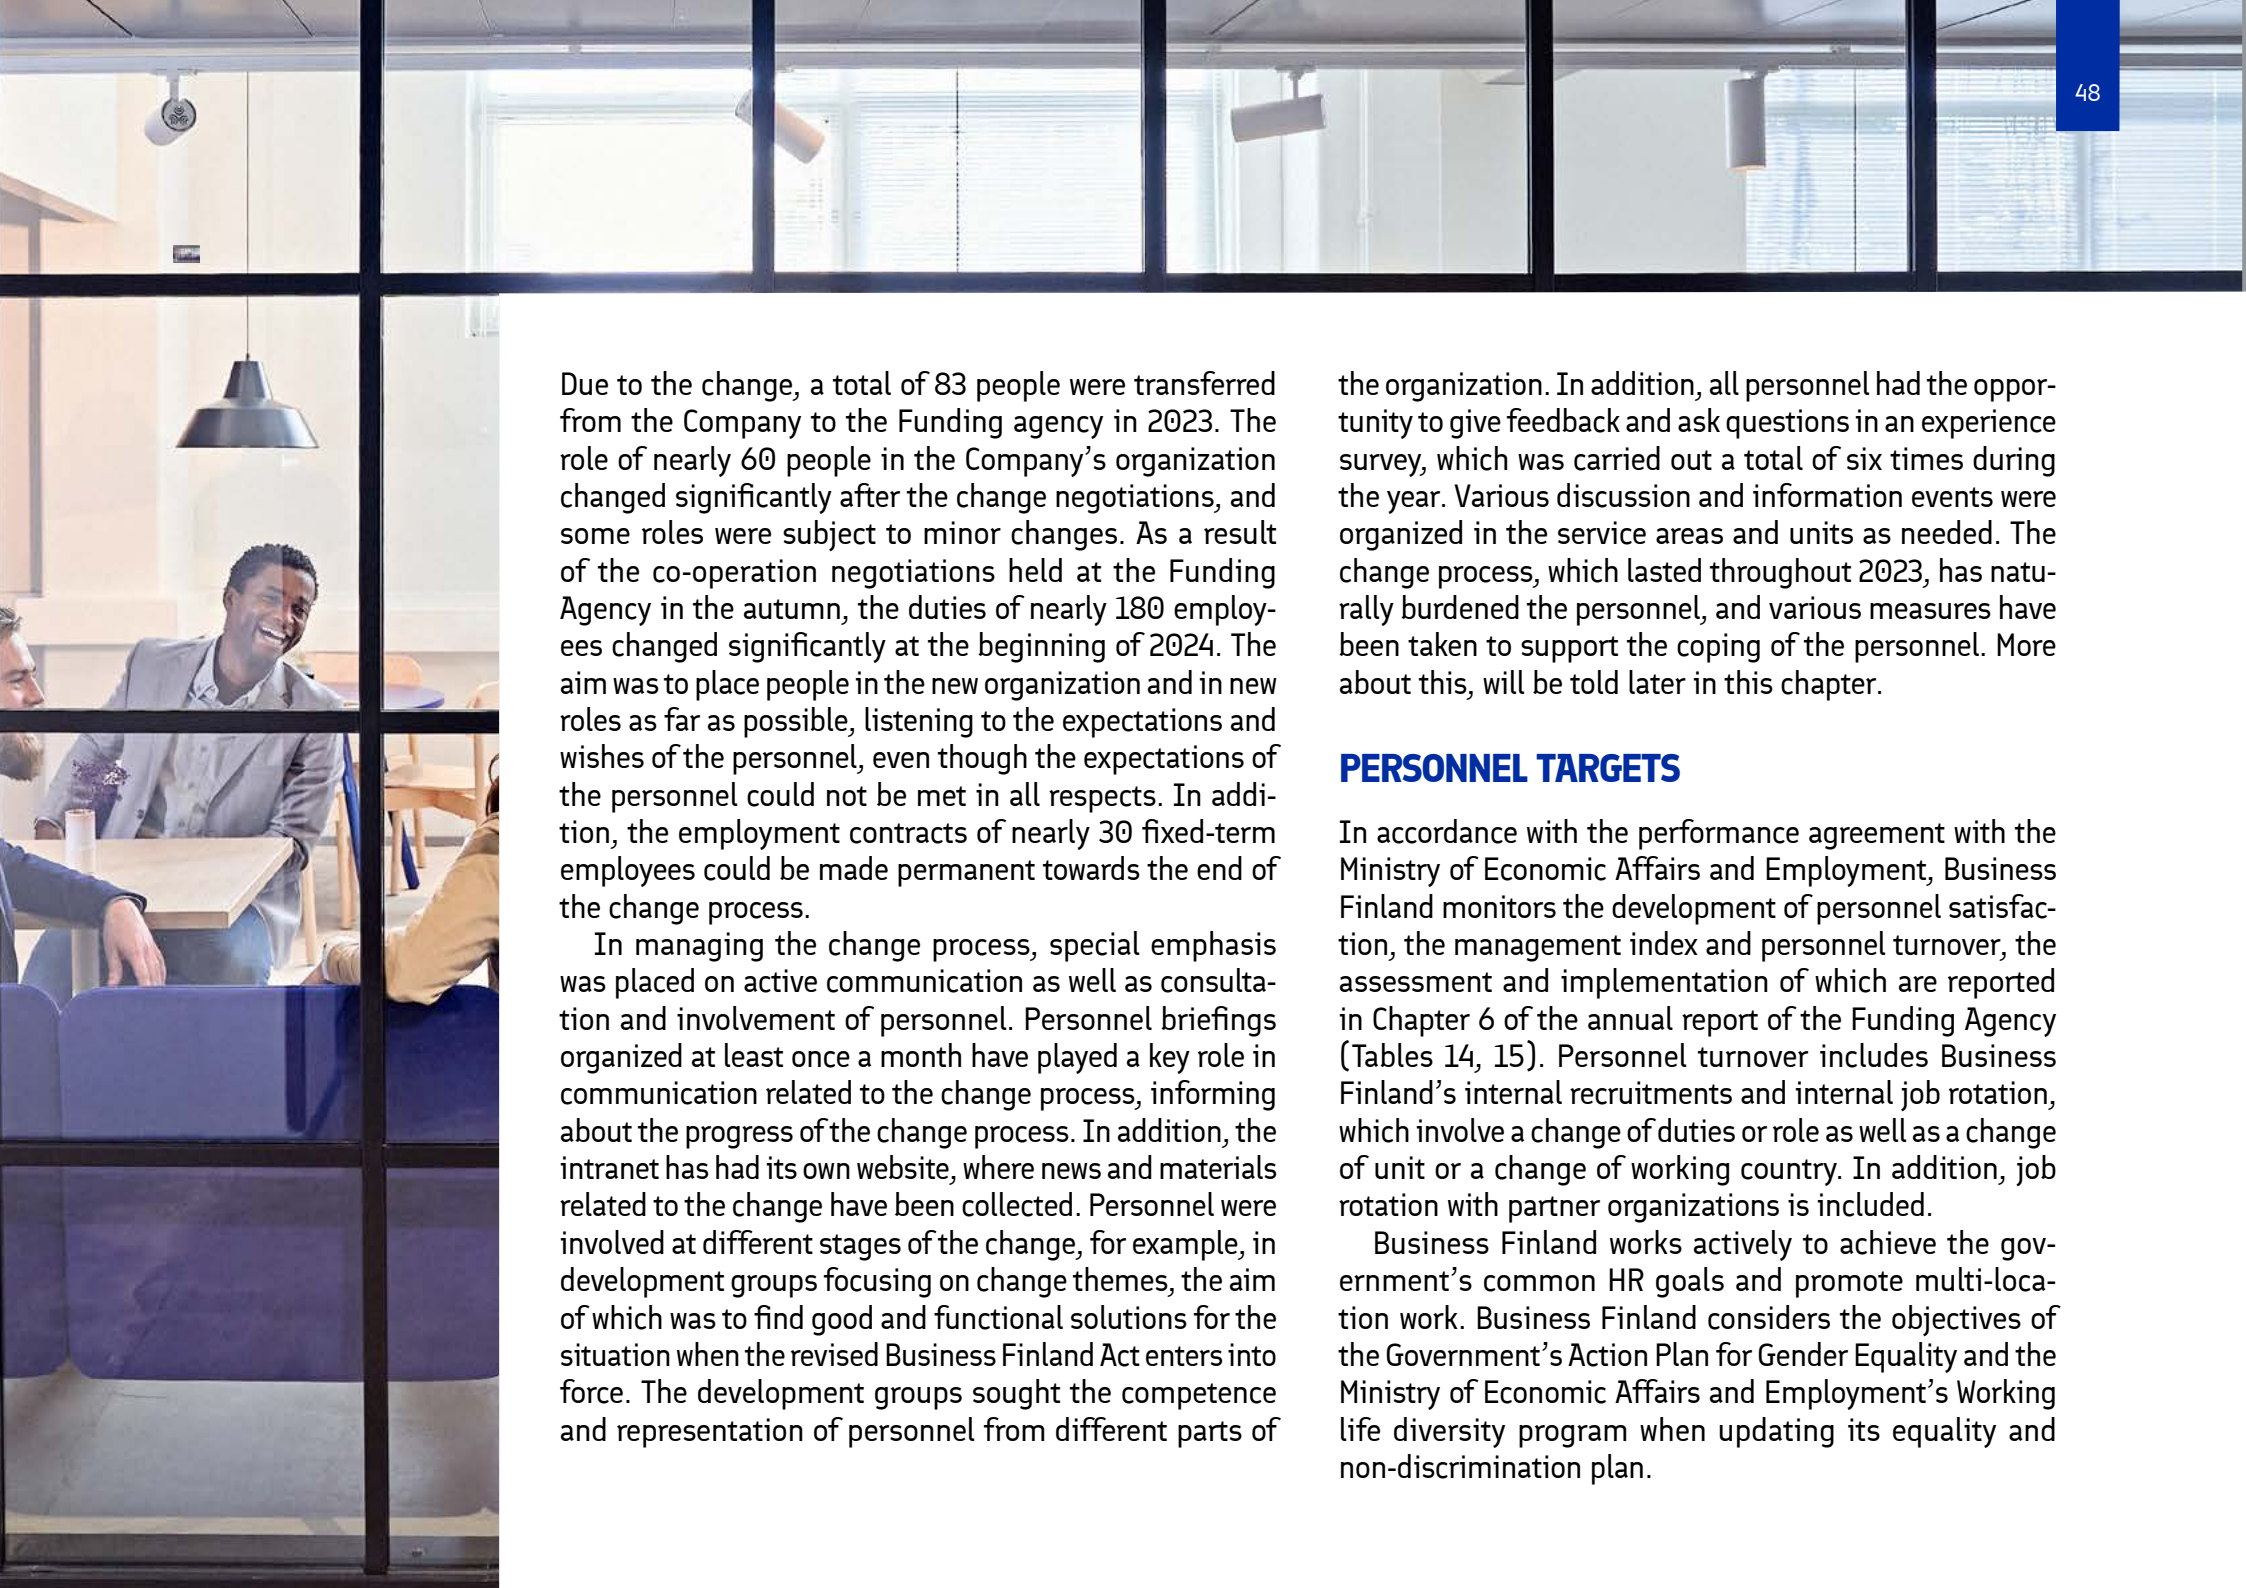 48
Due to the change, a total of 83 people were transferred
from the Company to the Funding agency in 2023. The
role of nearly 60 people in the Company's organization
changed significantly after the change negotiations, and
some roles were subject to minor changes. As a result
of the co-operation negotiations held at the Funding
Agency in the autumn, the duties of nearly 180 employ-
ees changed significantly at the beginning of 2024. The
aim was to place people in the new organization and in new
roles as far as possible, listening to the expectations and
wishes of the personnel, even though the expectations of
the personnel could not be met in all respects. In addi-
tion, the employment contracts of nearly 30 fixed-term
employees could be made permanent towards the end of
the change process.
In managing the change process, special emphasis
was placed on active communication as well as consulta-
tion and involvement of personnel. Personnel briefings
organized at least once a month have played a key role in
communication related to the change process, informing
about the progress of the change process. In addition, the
intranet has had its own website, where news and materials
related to the change have been collected. Personnel were
involved at different stages of the change, for example, in
development groups focusing on change themes, the aim
of which was to find good and functional solutions for the
situation when the revised Business Finland Act enters into
force. The development groups sought the competence
and representation of personnel from different parts of
the organization. In addition, all personnel had the oppor-
tunity to give feedback and ask questions in an experience
survey, which was carried out a total of six times during
the year. Various discussion and information events were
organized in the service areas and units as needed. The
change process, which lasted throughout 2023, has natu-
rally burdened the personnel, and various measures have
been taken to support the coping of the personnel. More
about this, will be told later in this chapter.
PERSONNEL TARGETS
In accordance with the performance agreement with the
Ministry of Economic Affairs and Employment, Business
Finland monitors the development of personnel satisfac-
tion, the management index and personnel turnover, the
assessment and implementation of which are reported
in Chapter 6 of the annual report of the Funding Agency
(Tables 14, 15). Personnel turnover includes Business
Finland's internal recruitments and internal job rotation,
which involve a change of duties or role as well as a change
of unit or a change of working country. In addition, job
rotation with partner organizations is included.
Business Finland works actively to achieve the gov-
ernment's common HR goals and promote multi-loca-
tion work. Business Finland considers the objectives of
the Government's Action Plan for Gender Equality and the
Ministry of Economic Affairs and Employment's Working
life diversity program when updating its equality and
non-discrimination plan.